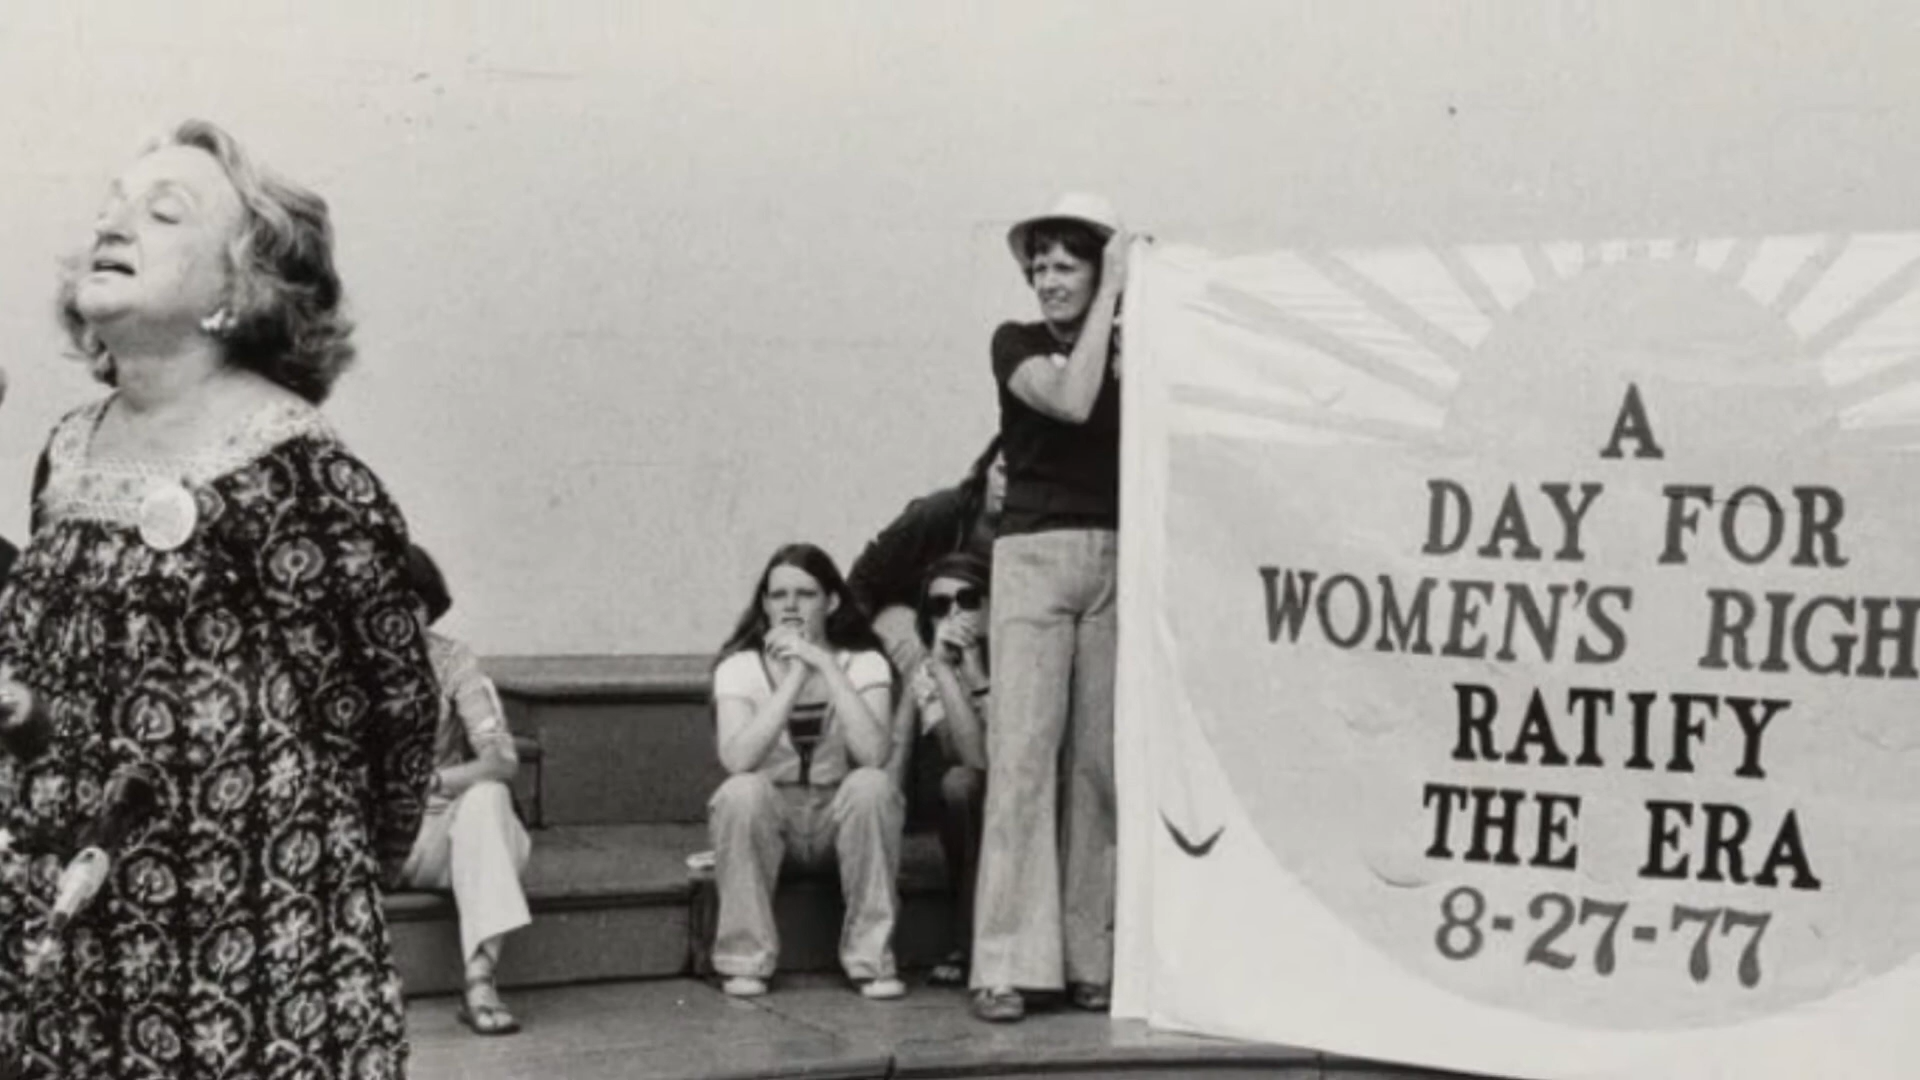 A
DAY FOR
WOMEN'S RIGH
RATIFY
THE ERA
8-27-77